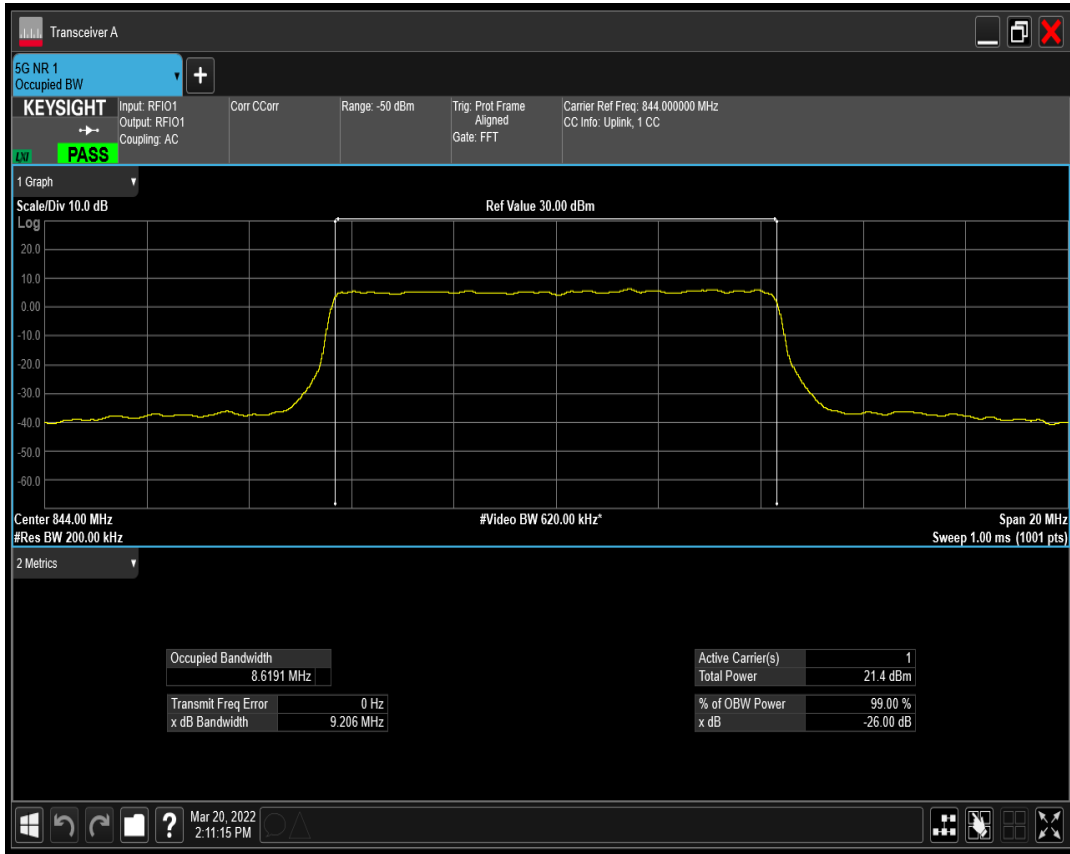 Transceiver A
5G NR 1
Occupied BW
+
KEYSIGHT
LXI
PASS
Input: RFIO1
Output: RFIO1
Coupling: AC
Corr CCorr
Range: -50 dBm
Trig: Prot Frame
Aligned
Gate: FFT
Carrier Ref Freq: 844.000000 MHz
CC Info: Uplink, 1 CC
1 Graph
Scale/Div 10.0 dB
Ref Value 30.00 dBm
Log
20.0
10.0
0.00
-10.0
-20.0
-30.0
-40.0
-50.0
-60.0
Center 844.00 MHz
#Video BW 620.00 kHz*
Span 20 MHz
#Res BW 200.00 kHz
Sweep 1.00 ms (1001 pts)
2 Metrics
Occupied Bandwidth
8.6191 MHz
Transmit Freq Error 0 Hz
x dB Bandwidth 9.206 MHz
Active Carrier(s) 1
Total Power 21.4 dBm
% of OBW Power 99.00 %
x dB -26.00 dB
?
Mar 20, 2022
2:11:15 PM